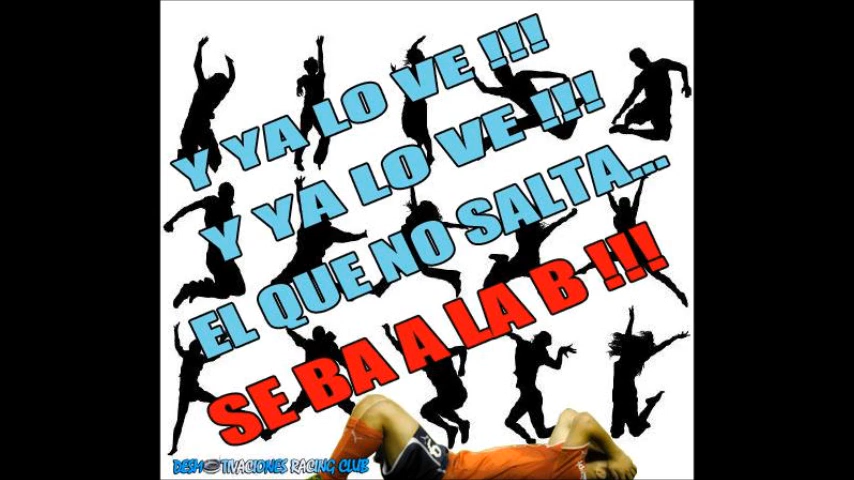 Y YA LO VE !!!
Y YA LO VE !!!
EL QUE NO SALTA...
SE BA A LA B !!!
DESMOTIVACIONES RACING CLUB